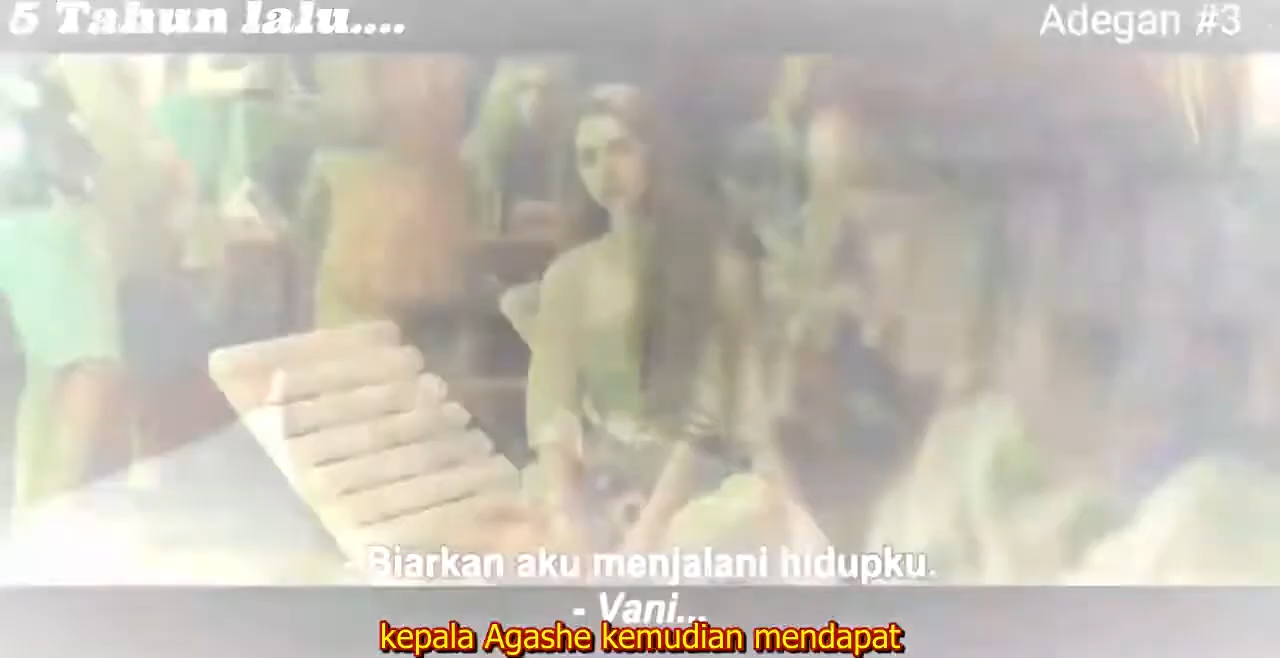 5 Tahun lalu....
Adegan #3
- Biarkan aku menjalani hidupku.
- Vani...
kepala Agashe kemudian mendapat